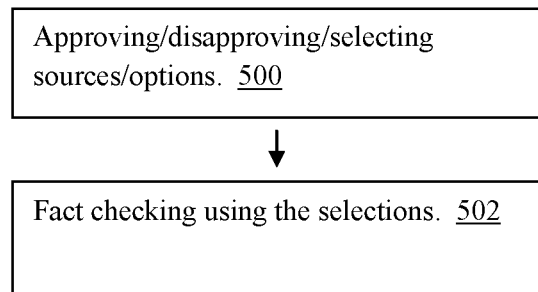 Approving/disapproving/selecting
sources/options. 500
Fact checking using the selections. 502